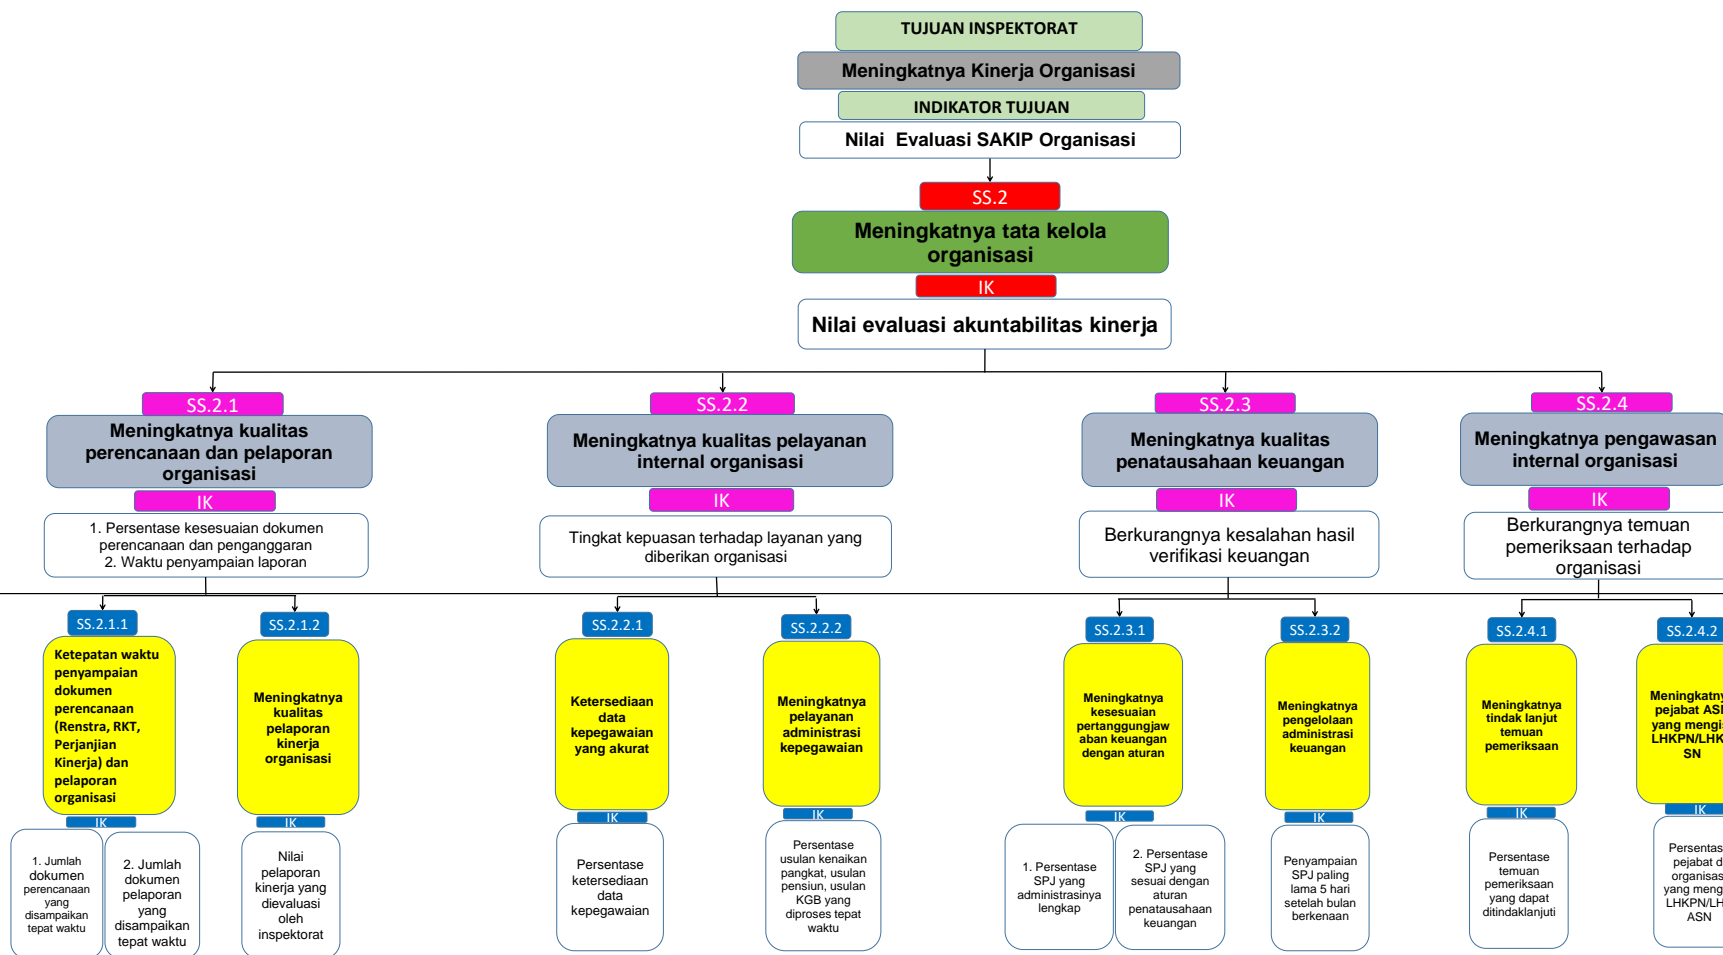 TUJUAN INSPEKTORAT
Meningkatnya Kinerja Organisasi
INDIKATOR TUJUAN
Nilai Evaluasi SAKIP Organisasi
SS.2
Meningkatnya tata kelola
organisasi
IK
Nilai evaluasi akuntabilitas kinerja
SS.2.1
Meningkatnya kualitas
perencanaan dan pelaporan
organisasi
IK
1. Persentase kesesuaian dokumen
perencanaan dan penganggaran
2. Waktu penyampaian laporan
SS.2.2
Meningkatnya kualitas pelayanan
internal organisasi
IK
Tingkat kepuasan terhadap layanan yang
diberikan organisasi
SS.2.3
Meningkatnya kualitas
penatausahaan keuangan
IK
Berkurangnya kesalahan hasil
verifikasi keuangan
SS.2.4
Meningkatnya pengawasan
internal organisasi
IK
Berkurangnya temuan
pemeriksaan terhadap
organisasi
SS.2.1.1
Ketepatan waktu
penyampaian
dokumen
perencanaan
(Renstra, RKT,
Perjanjian
Kinerja) dan
pelaporan
organisasi
IK
1. Jumlah
dokumen
perencanaan
yang
disampaikan
tepat waktu
2. Jumlah
dokumen
pelaporan
yang
disampaikan
tepat waktu
SS.2.1.2
Meningkatnya
kualitas
pelaporan
kinerja
organisasi
IK
Nilai
pelaporan
kinerja yang
dievaluasi
oleh
inspektorat
SS.2.2.1
Ketersediaan
data
kepegawaian
yang akurat
IK
Persentase
ketersediaan
data
kepegawaian
SS.2.2.2
Meningkatnya
pelayanan
administrasi
kepegawaian
IK
Persentase
usulan kenaikan
pangkat, usulan
pensiun, usulan
KGB yang
diproses tepat
waktu
SS.2.3.1
Meningkatnya
kesesuaian
pertanggungjaw
aban keuangan
dengan aturan
IK
1. Persentase
SPJ yang
administrasinya
lengkap
2. Persentase
SPJ yang
sesuai dengan
aturan
penatausahaan
keuangan
SS.2.3.2
Meningkatnya
pengelolaan
administrasi
keuangan
IK
Penyampaian
SPJ paling
lama 5 hari
setelah bulan
berkenaan
SS.2.4.1
Meningkatnya
tindak lanjut
temuan
pemeriksaan
IK
Persentase
temuan
pemeriksaan
yang dapat
ditindaklanjuti
SS.2.4.2
pejabat
yang
SN
IK
pejabat
yang
ASN